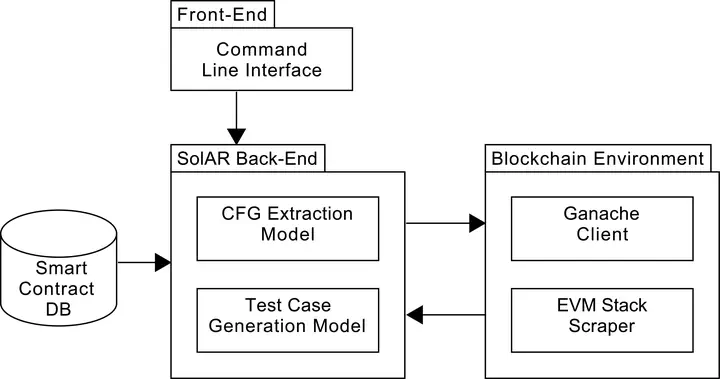 Front-End
Command
Line Interface
SolAR Back-End
CFG Extraction
Model
Test Case
Generation Model
Blockchain Environment
Ganache
Client
EVM Stack
Scraper
Smart
Contract
DB